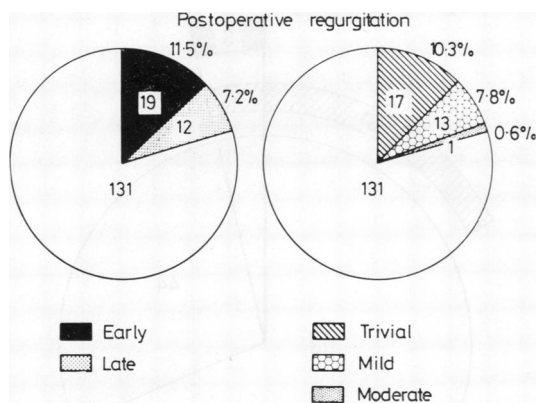 Postoperative regurgitation
11·5%
10·3%
7·2%
7·8%
0·6%
19
12
131
17
13
1
131
Early
Late
Trivial
Mild
Moderate